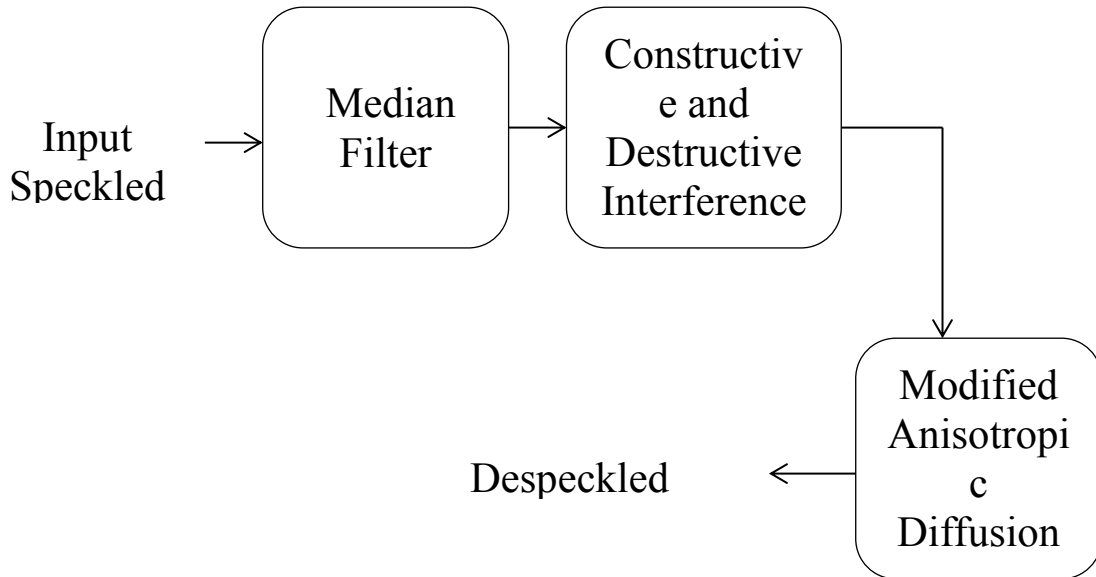 Input
Speckled
Median
Filter
Constructiv
e and
Destructive
Interference
Modified
Anisotropi
c
Diffusion
Despeckled